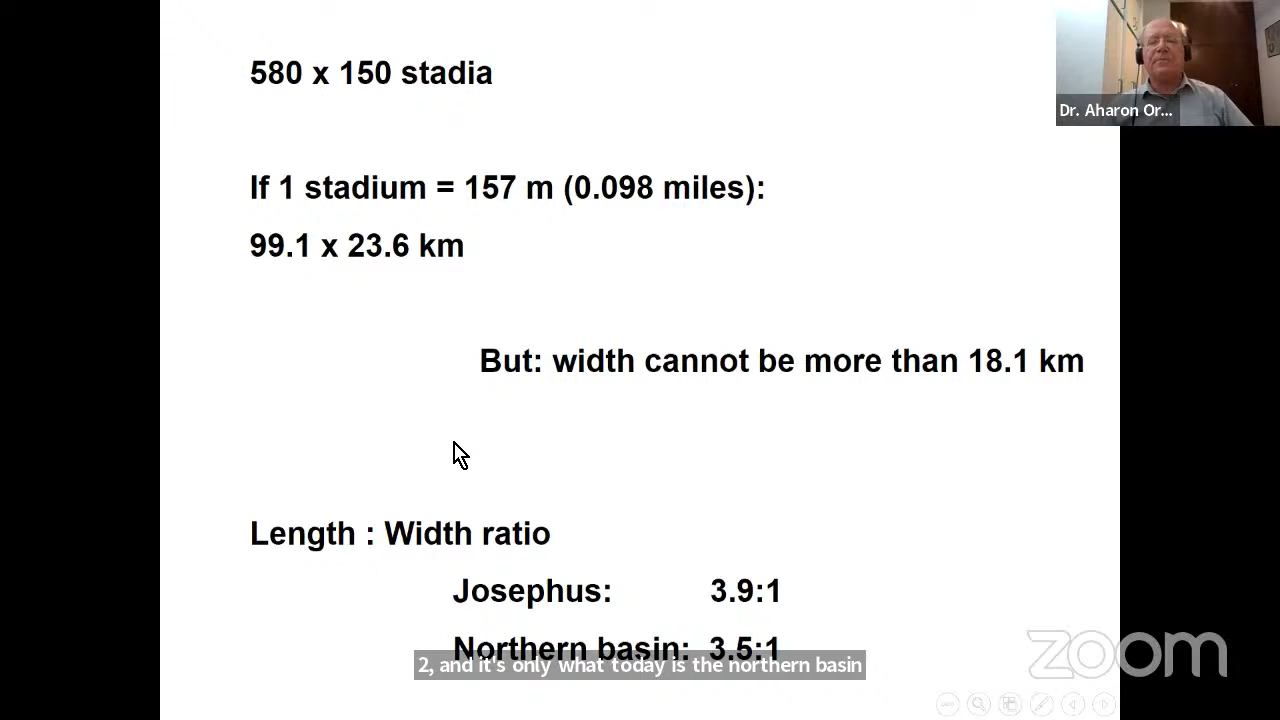 580 x 150 stadia
Dr. Aharon Or...
If 1 stadium = 157 m (0.098 miles):
99.1 x 23.6 km
But: width cannot be more than 18.1 km
Length : Width ratio
Josephus: 3.9:1
Northern basin: 3.5:1
2, and it's only what today is the northern basin
zoom